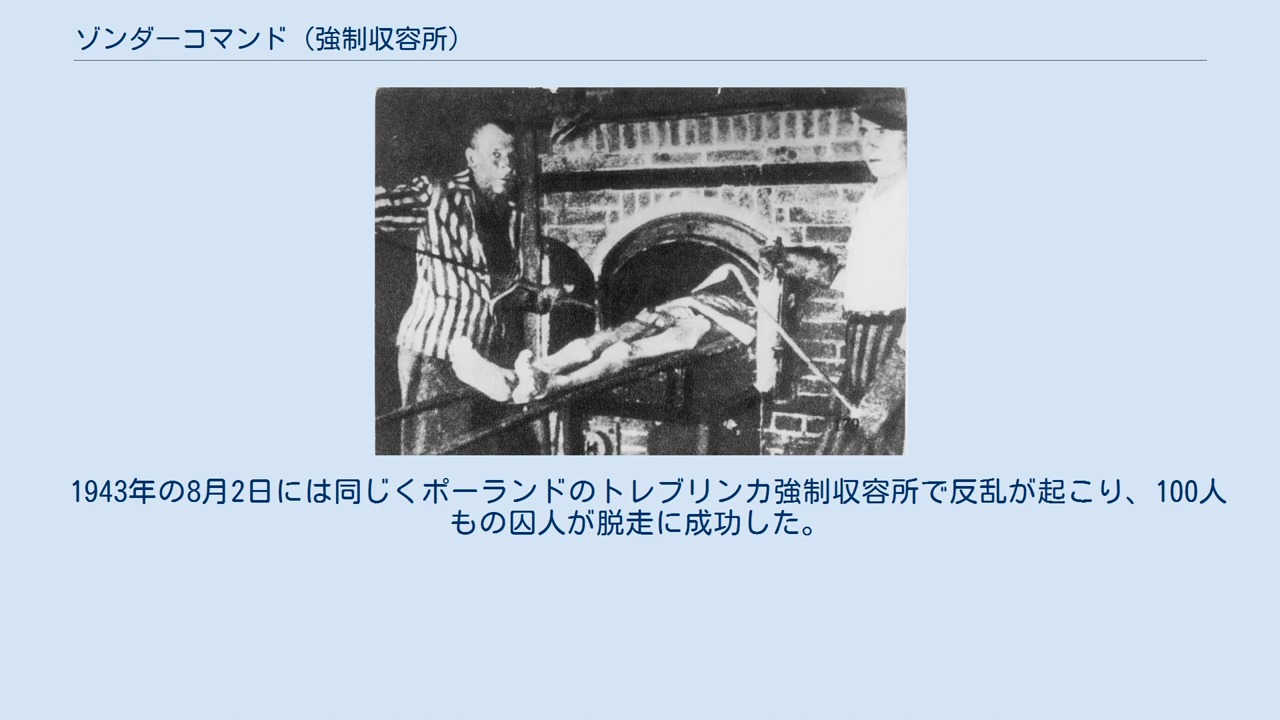 ゾンダーコマンド（強制収容所）
1943年の8月2日には同じくポーランドのトレブリンカ強制収容所で反乱が起こり、100人
もの囚人が脱走に成功した。